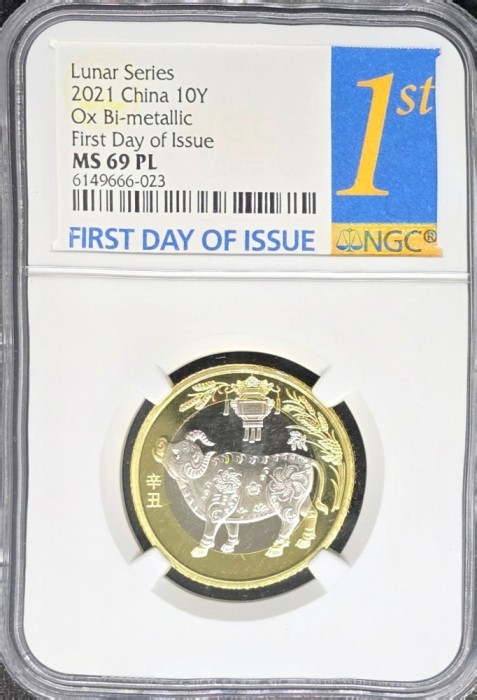 Lunar Series
2021 China 10Y
Ox Bi-metallic
First Day of Issue
MS 69 PL
6149666-023
FIRST DAY OF ISSUE
1st
NGC®
辛丑